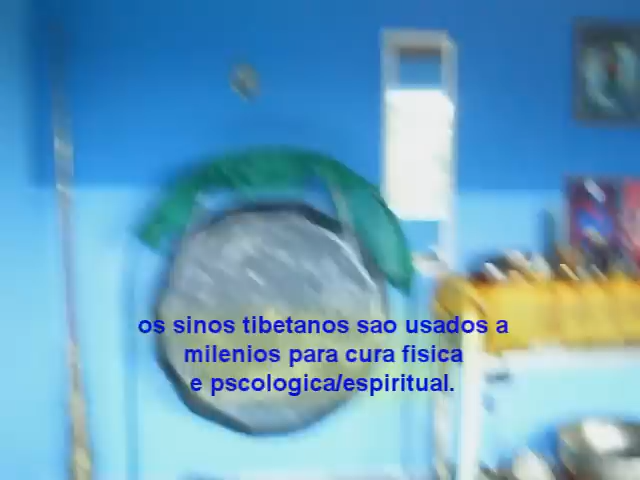 os sinos tibetanos sao usados a
milenios para cura fisica
e pscologica/espiritual.